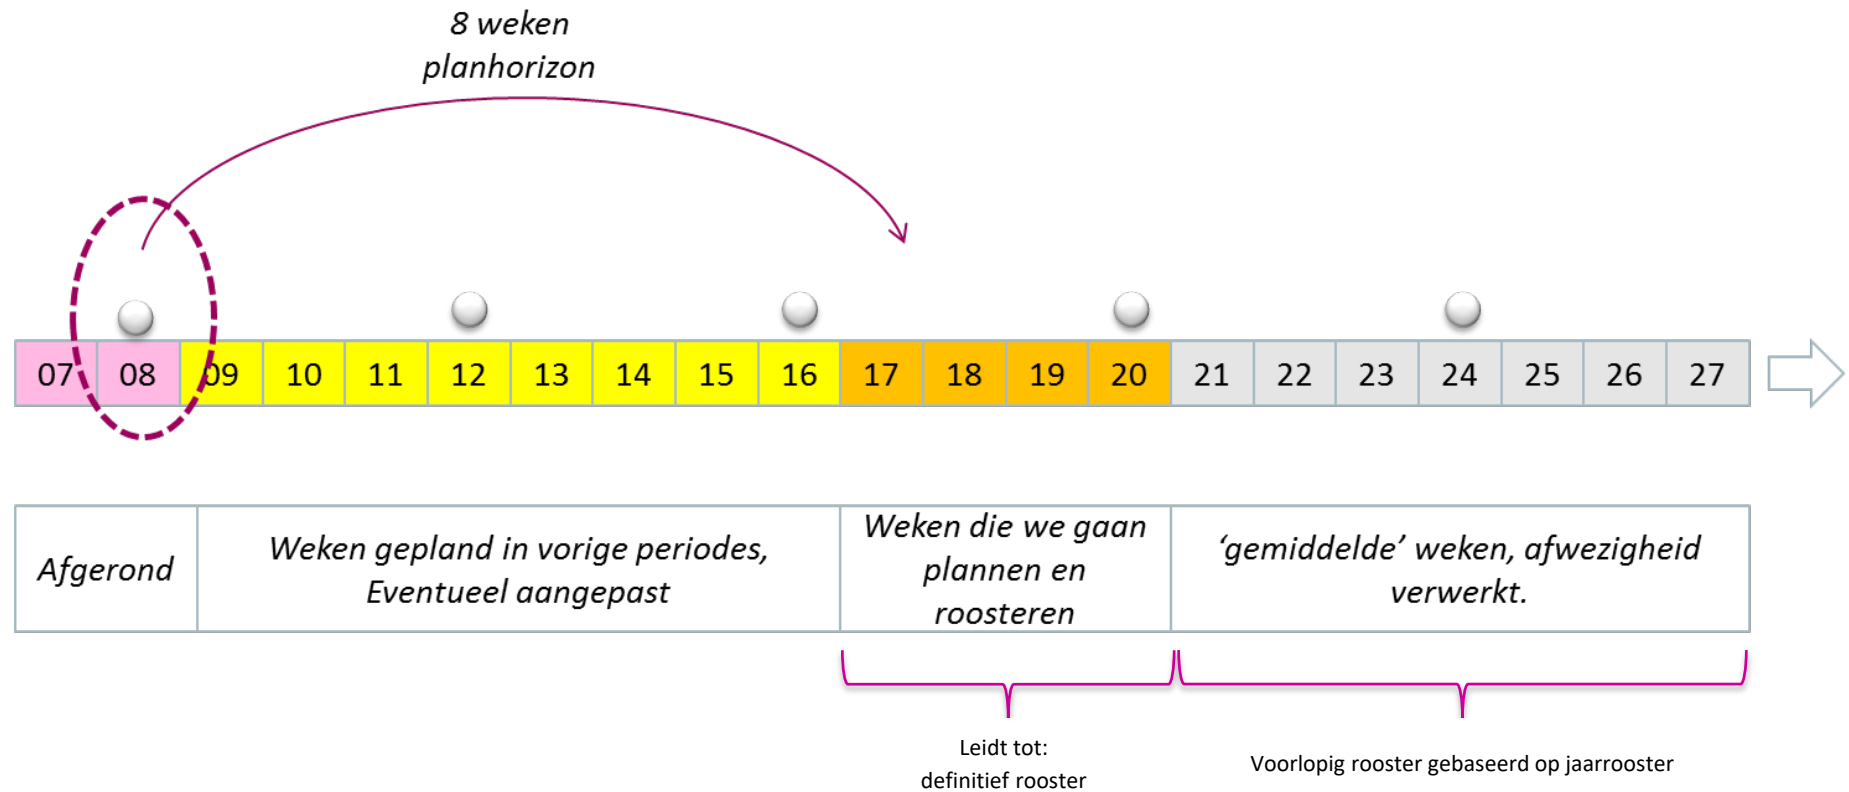 8 weken
planhorizon
07 08 09 10 11 12 13 14 15 16 17 18 19 20 21 22 23 24 25 26 27
Afgerond
Weken gepland in vorige periodes,
Eventueel aangepast
Weken die we gaan
plannen en
roosteren
‘gemiddelde’ weken, afwezigheid
verwerkt.
Leidt tot:
definitief rooster
Voorlopig rooster gebaseerd op jaarrooster